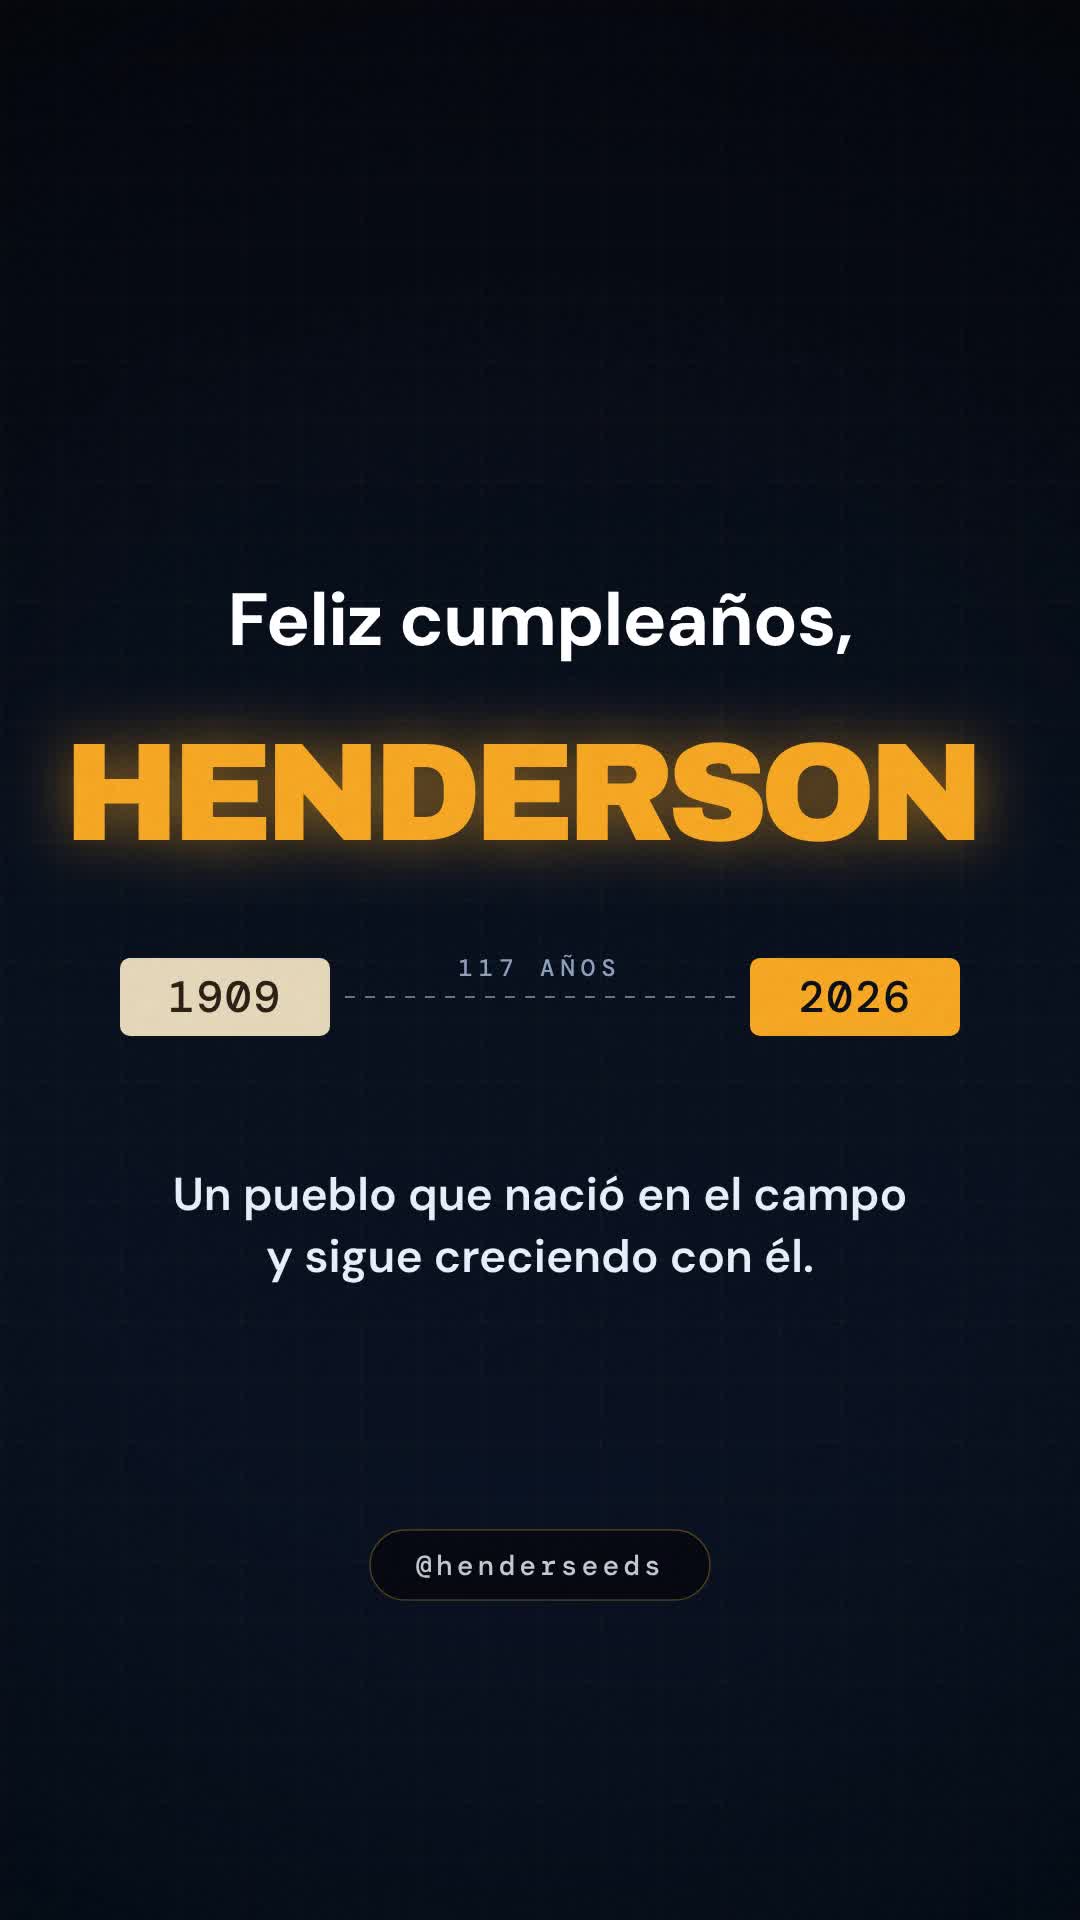 Feliz cumpleaños,
HENDERSON
1909
117 AÑOS
2026
Un pueblo que nació en el campo
y sigue creciendo con él.
@henderseeds